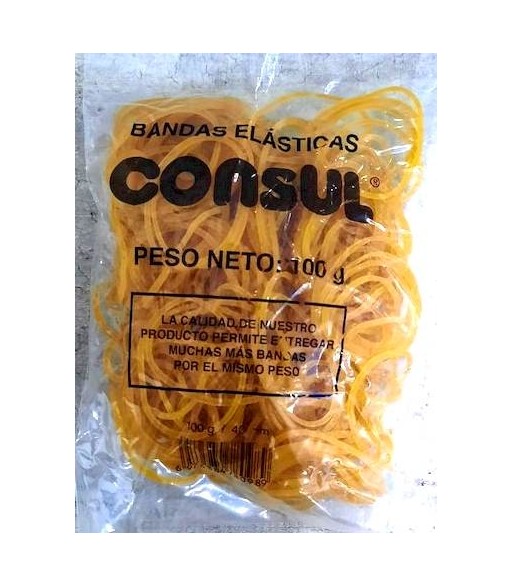 BANDAS ELÁSTICAS
CONSUL®
PESO NETO: 100 g
LA CALIDAD DE NUESTRO
PRODUCTO PERMITE ENTREGAR
MUCHAS MÁS BANDAS
POR EL MISMO PESO
100 g. /